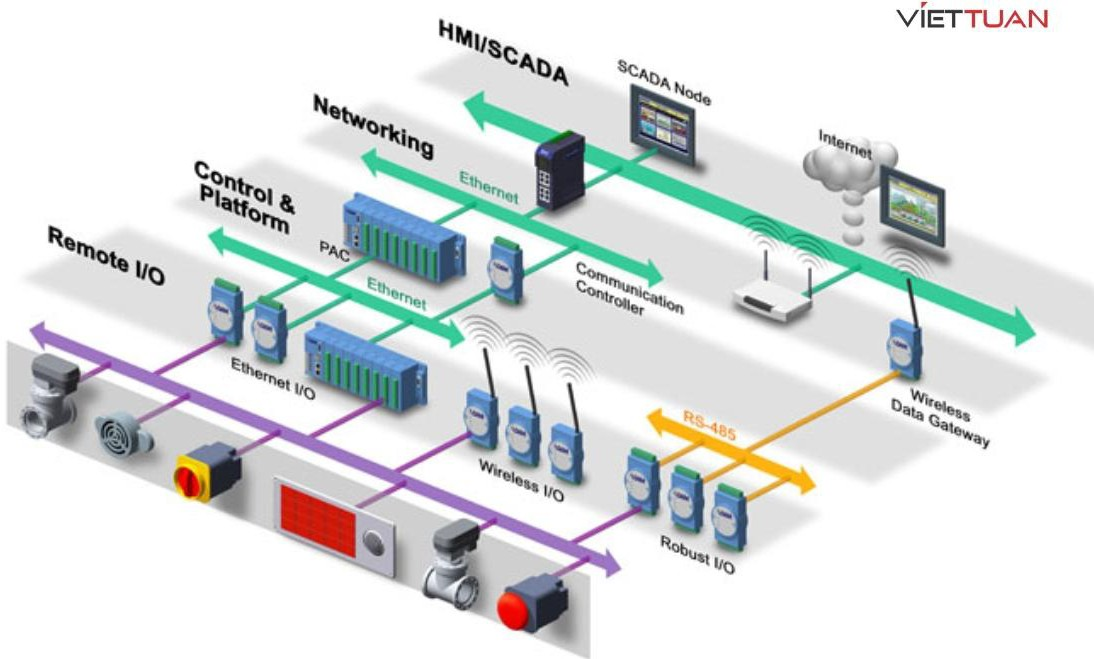 VIETTUAN
HMI/SCADA
SCADA Node
Networking
Internet
Ethernet
Control &
Platform
PAC
Communication
Controller
Remote I/O
Ethernet
Ethernet I/O
Wireless
Data Gateway
RS-485
Wireless I/O
Robust I/O